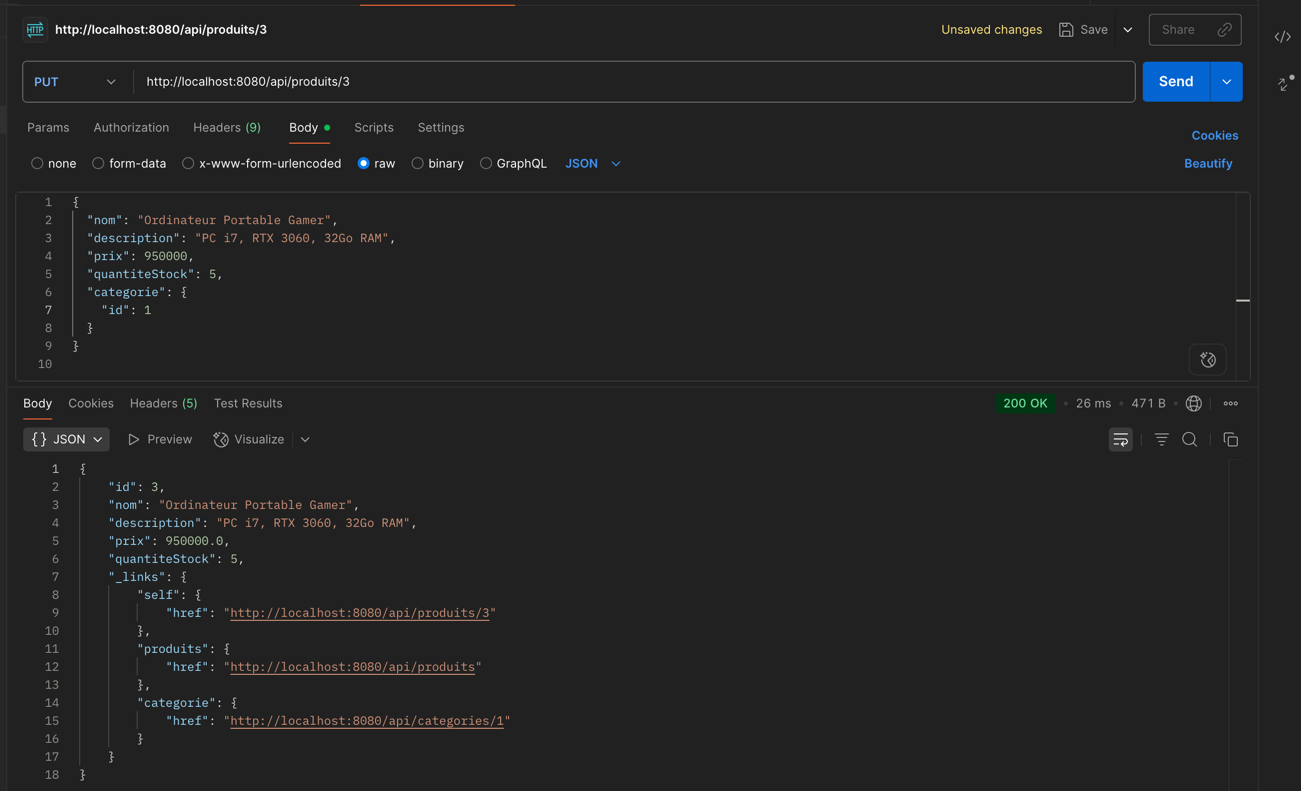 HTTP http://localhost:8080/api/produits/3 Unsaved changes Save Share
PUT http://localhost:8080/api/produits/3 Send
Params Authorization Headers (9) Body Scripts Settings Cookies
none form-data x-www-form-urlencoded raw binary GraphQL JSON Beautify
1 {
2 "nom": "Ordinateur Portable Gamer",
3 "description": "PC i7, RTX 3060, 32Go RAM",
4 "prix": 950000,
5 "quantiteStock": 5,
6 "categorie": {
7 "id": 1
8 }
9 }
10
Body Cookies Headers (5) Test Results 200 OK • 26 ms • 471 B •
{} JSON Preview Visualize
1 {
2 "id": 3,
3 "nom": "Ordinateur Portable Gamer",
4 "description": "PC i7, RTX 3060, 32Go RAM",
5 "prix": 950000.0,
6 "quantiteStock": 5,
7 "_links": {
8 "self": {
9 "href": "http://localhost:8080/api/produits/3"
10 },
11 "produits": {
12 "href": "http://localhost:8080/api/produits"
13 },
14 "categorie": {
15 "href": "http://localhost:8080/api/categories/1"
16 }
17 }
18 }